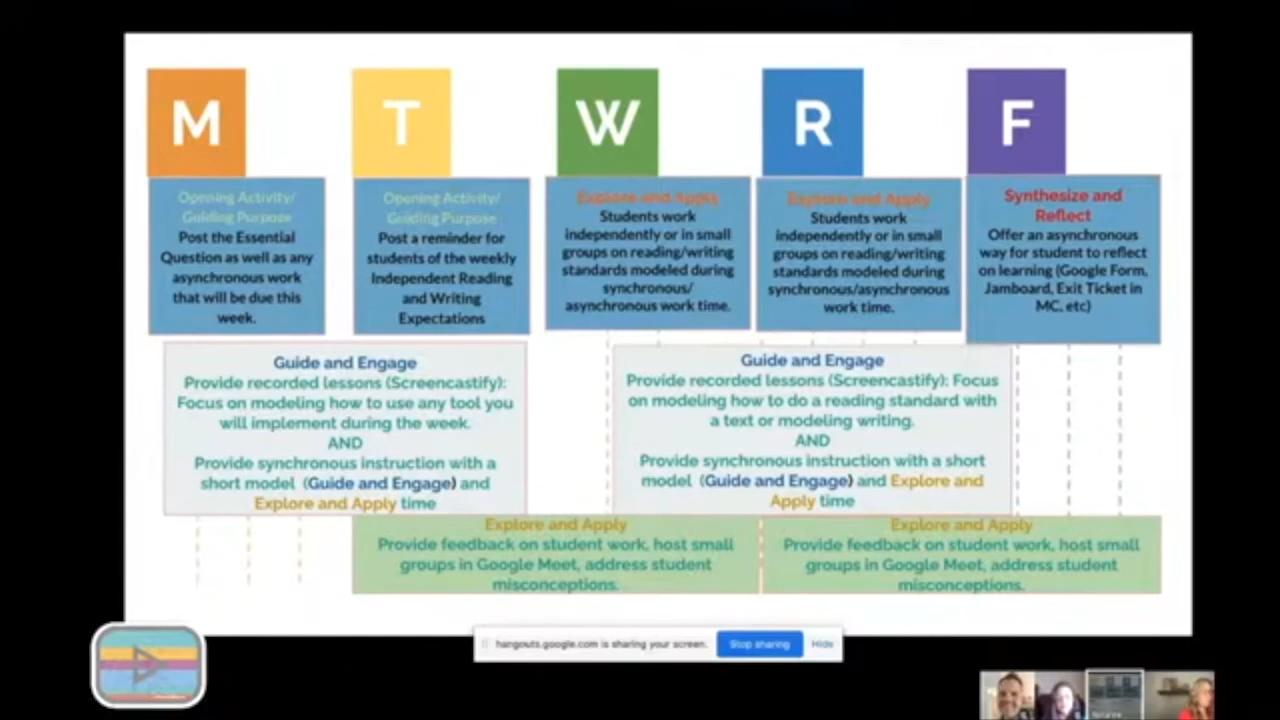 M
T
W
R
F
Opening Activity/
Guiding Purpose
Post the Essential
Question as well as any
asynchronous work
that will be due this
week.
Opening Activity/
Guiding Purpose
Post a reminder for
students of the weekly
Independent Reading
and Writing
Expectations
Explore and Apply
Students work
independently or in small
groups on reading/writing
standards modeled during
synchronous/
asynchronous work time.
Explore and Apply
Students work
independently or in small
groups on reading/writing
standards modeled during
synchronous/asynchronous
work time.
Synthesize and
Reflect
Offer an asynchronous
way for student to reflect
on learning (Google Form,
Jamboard, Exit Ticket in
MC, etc)
Guide and Engage
Provide recorded lessons (Screencastify):
Focus on modeling how to use any tool you
will implement during the week.
AND
Provide synchronous instruction with a
short model (Guide and Engage) and
Explore and Apply time
Guide and Engage
Provide recorded lessons (Screencastify): Focus
on modeling how to do a reading standard with
a text or modeling writing.
AND
Provide synchronous instruction with a short
model (Guide and Engage) and Explore and
Apply time
Explore and Apply
Provide feedback on student work, host small
groups in Google Meet, address student
misconceptions.
Explore and Apply
Provide feedback on student work, host small
groups in Google Meet, address student
misconceptions.
hangouts.google.com is sharing your screen.
Stop sharing
Hide